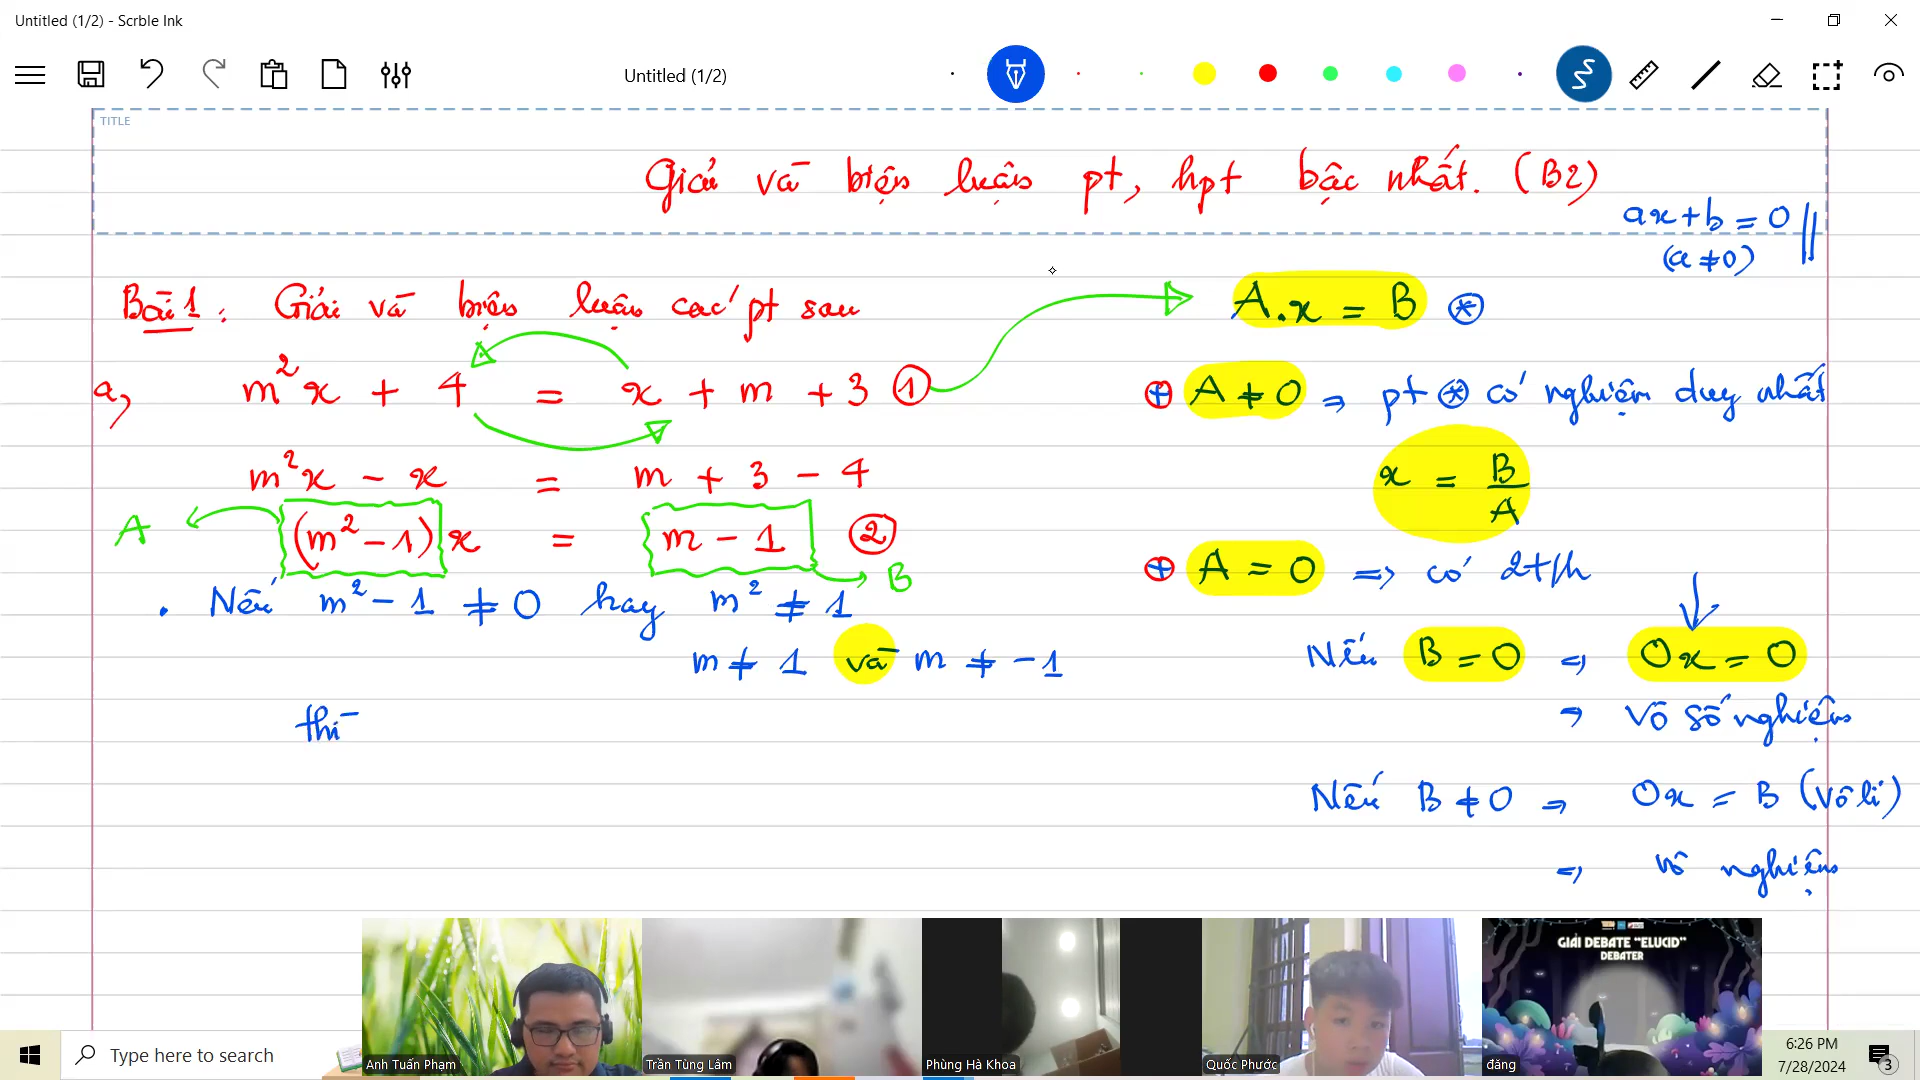 Untitled (1/2) - Scrble Ink
Untitled (1/2)
TITLE
Giải và biện luận pt, hpt bậc nhất. (B2)
ax + b = 0
(a ≠ 0)
Bài 1 : Giải và biện luận các pt sau
A.x = B ⊛
a, m²x + 4 = x + m + 3 ①
⊕ A ≠ 0 ⇒ pt ⊛ có nghiệm duy nhất
m²x - x = m + 3 - 4
x = B/A
A (m² - 1)x = m - 1 ② B
⊕ A = 0 ⇒ có 2t/h
. Nếu m² - 1 ≠ 0 hay m² ≠ 1
m ≠ 1 và m ≠ -1
Nếu B = 0 ⇒ 0x = 0
thì
⇒ Vô số nghiệm
Nếu B ≠ 0 ⇒ 0x = B (Vô lí)
⇒ vô nghiệm
GIẢI DEBATE "ELUCID"
DEBATER
Anh Tuấn Phạm
Trần Tùng Lâm
Phùng Hà Khoa
Quốc Phước
đăng
Type here to search
6:26 PM
7/28/2024
3